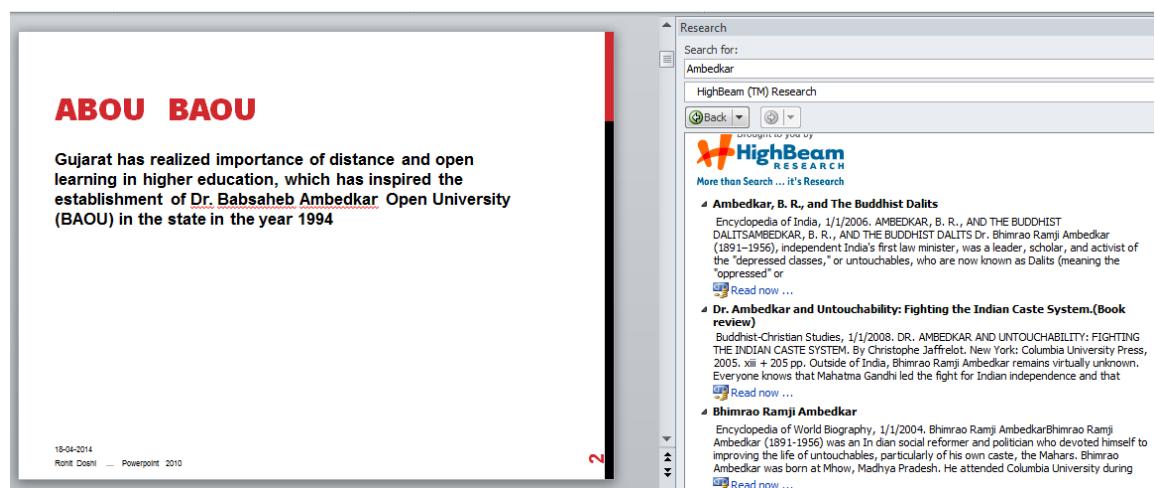 ABOU BAOU
Gujarat has realized importance of distance and open
learning in higher education, which has inspired the
establishment of Dr. Babsaheb Ambedkar Open University
(BAOU) in the state in the year 1994
18-04-2014
Rohit Doshi ... Powerpoint 2010
2
Research
Search for:
Ambedkar
HighBeam (TM) Research
Back
Brought to you by
HighBeam
RESEARCH
More than Search ... it's Research
Ambedkar, B. R., and The Buddhist Dalits
Encyclopedia of India, 1/1/2006. AMBEDKAR, B. R., AND THE BUDDHIST
DALITSAMBEDKAR, B. R., AND THE BUDDHIST DALITS Dr. Bhimrao Ramji Ambedkar
(1891–1956), independent India's first law minister, was a leader, scholar, and activist of
the "depressed classes," or untouchables, who are now known as Dalits (meaning the
"oppressed" or
Read now ...
Dr. Ambedkar and Untouchability: Fighting the Indian Caste System.(Book
review)
Buddhist-Christian Studies, 1/1/2008. DR. AMBEDKAR AND UNTOUCHABILITY: FIGHTING
THE INDIAN CASTE SYSTEM. By Christophe Jaffrelot. New York: Columbia University Press,
2005. xiii + 205 pp. Outside of India, Bhimrao Ramji Ambedkar remains virtually unknown.
Everyone knows that Mahatma Gandhi led the fight for Indian independence and that
Read now ...
Bhimrao Ramji Ambedkar
Encyclopedia of World Biography, 1/1/2004. Bhimrao Ramji AmbedkarBhimrao Ramji
Ambedkar (1891-1956) was an In dian social reformer and politician who devoted himself to
improving the life of untouchables, particularly of his own caste, the Mahars. Bhimrao
Ambedkar was born at Mhow, Madhya Pradesh. He attended Columbia University during
Read now ...